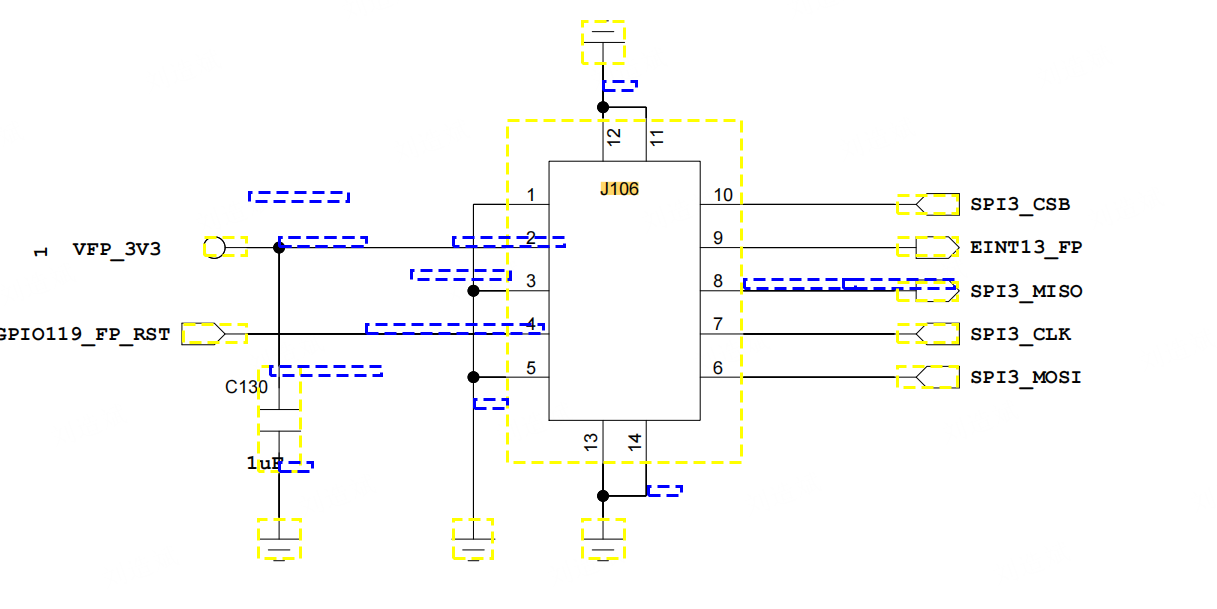 12 11
J106
1 10 SPI3_CSB
1 VFP_3V3 2 9 EINT13_FP
3 8 SPI3_MISO
GPIO119_FP_RST 4 7 SPI3_CLK
C130 5 6 SPI3_MOSI
13 14
1uF